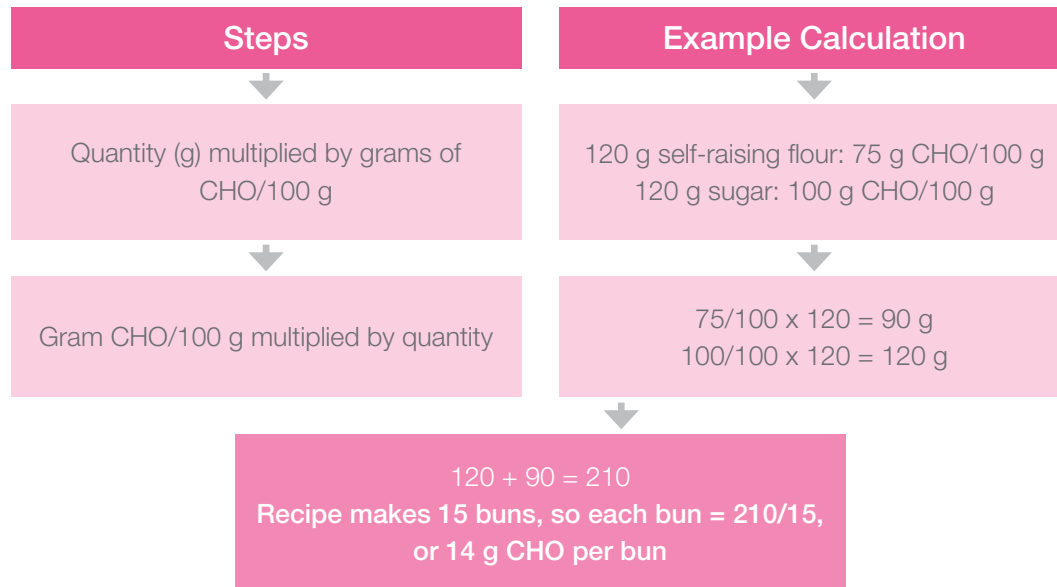 Steps
Quantity (g) multiplied by grams of
CHO/100 g
Gram CHO/100 g multiplied by quantity
Example Calculation
120 g self-raising flour: 75 g CHO/100 g
120 g sugar: 100 g CHO/100 g
75/100 x 120 = 90 g
100/100 x 120 = 120 g
120 + 90 = 210
Recipe makes 15 buns, so each bun = 210/15,
or 14 g CHO per bun